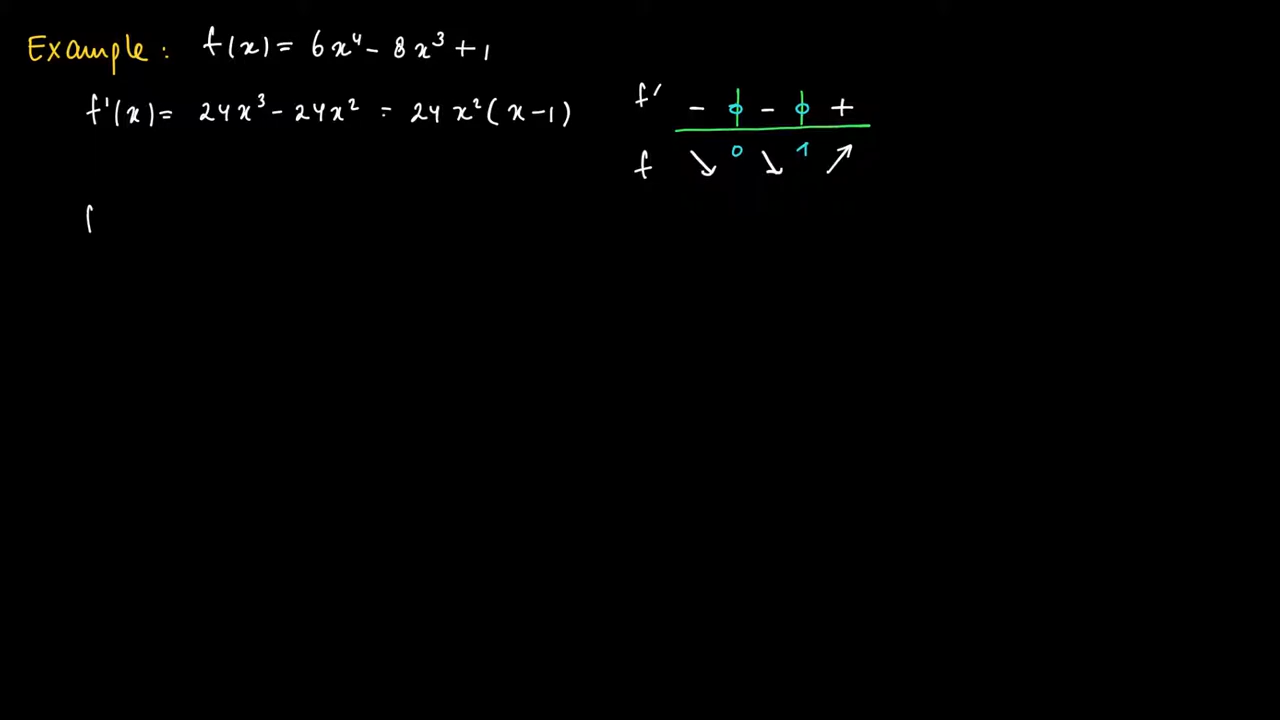 Example: f(x) = 6x⁴ - 8x³ + 1
f'(x) = 24x³ - 24x² = 24x²(x-1)
f' - 0 - 0 +
0 1
f ↘ ↘ ↗